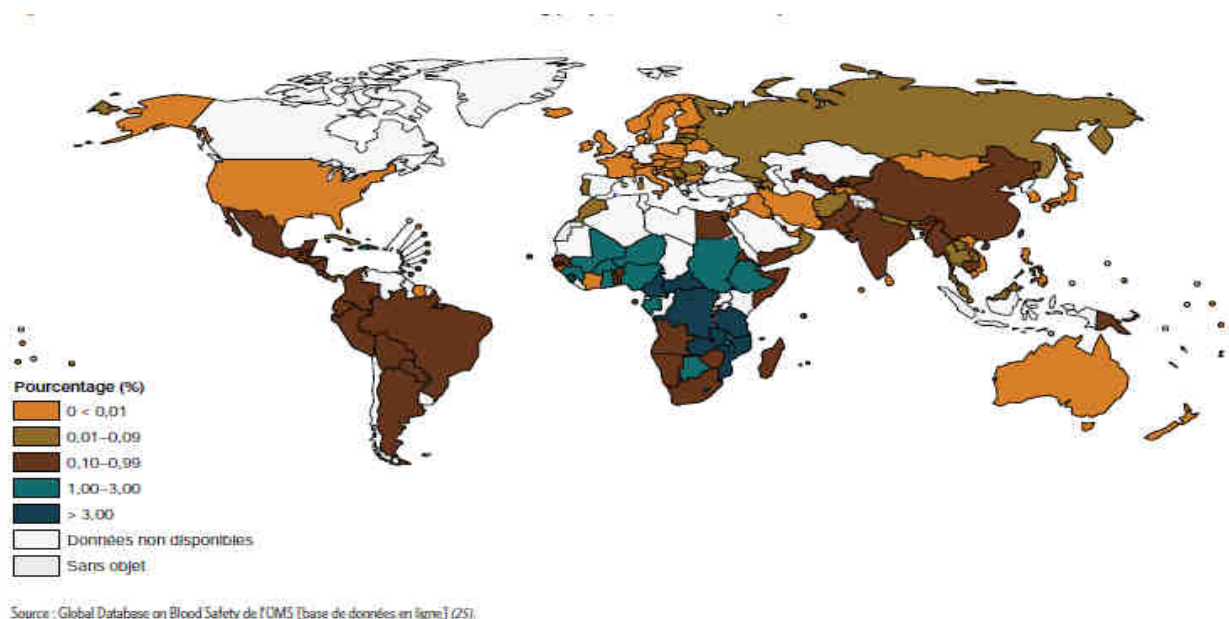 Pourcentage (%)
0 < 0,01
0,01–0,09
0,10–0,99
1,00–3,00
> 3,00
Données non disponibles
Sans objet
Source : Global Database on Blood Safety de l'OMS [base de données en ligne] (25).